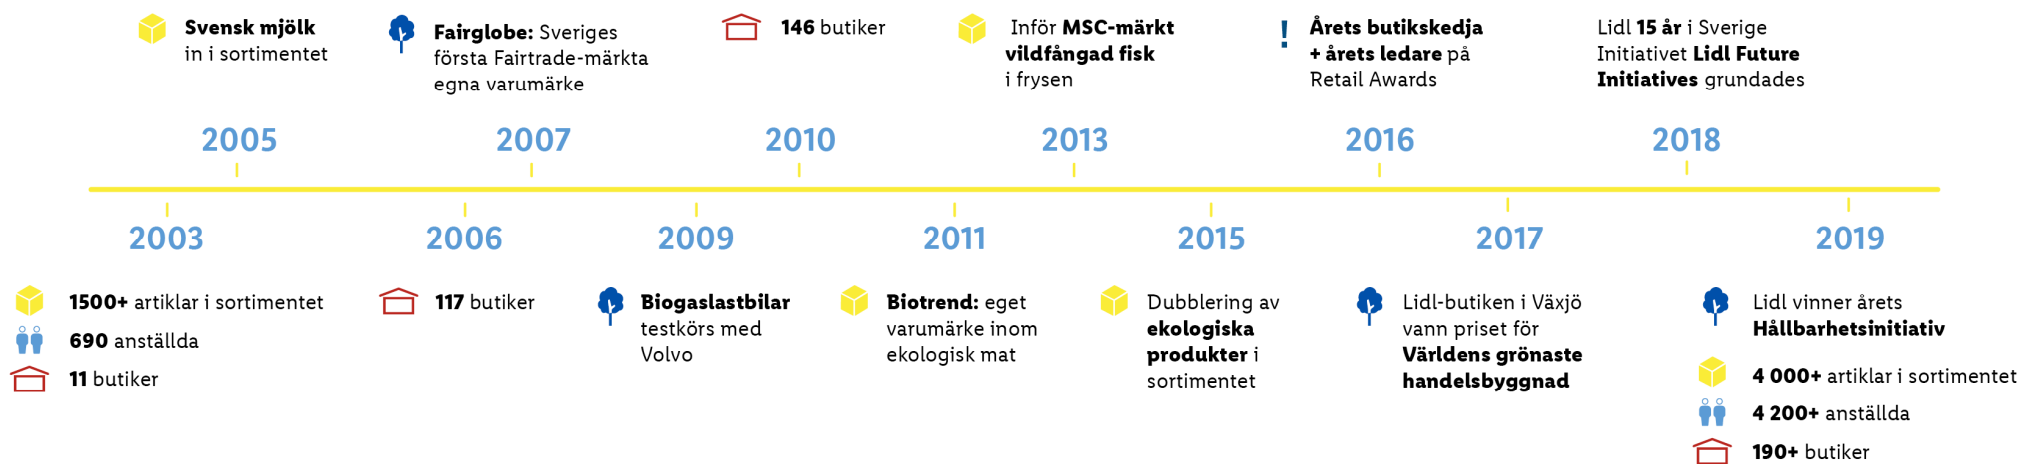 Svensk mjölk
in i sortimentet
Fairglobe: Sveriges
första Fairtrade-märkta
egna varumärke
146 butiker
Inför MSC-märkt
vildfångad fisk
i frysen
! Årets butikskedja
+ årets ledare på
Retail Awards
Lidl 15 år i Sverige
Initiativet Lidl Future
Initiatives grundades
2005
2007
2010
2013
2016
2018
2003
2006
2009
2011
2015
2017
2019
1500+ artiklar i sortimentet
690 anställda
11 butiker
117 butiker
Biogaslastbilar
testkörs med
Volvo
Biotrend: eget
varumärke inom
ekologisk mat
Dubblering av
ekologiska
produkter i
sortimentet
Lidl-butiken i Växjö
vann priset för
Världens grönaste
handelsbyggnad
Lidl vinner årets
Hållbarhetsinitiativ
4 000+ artiklar i sortimentet
4 200+ anställda
190+ butiker